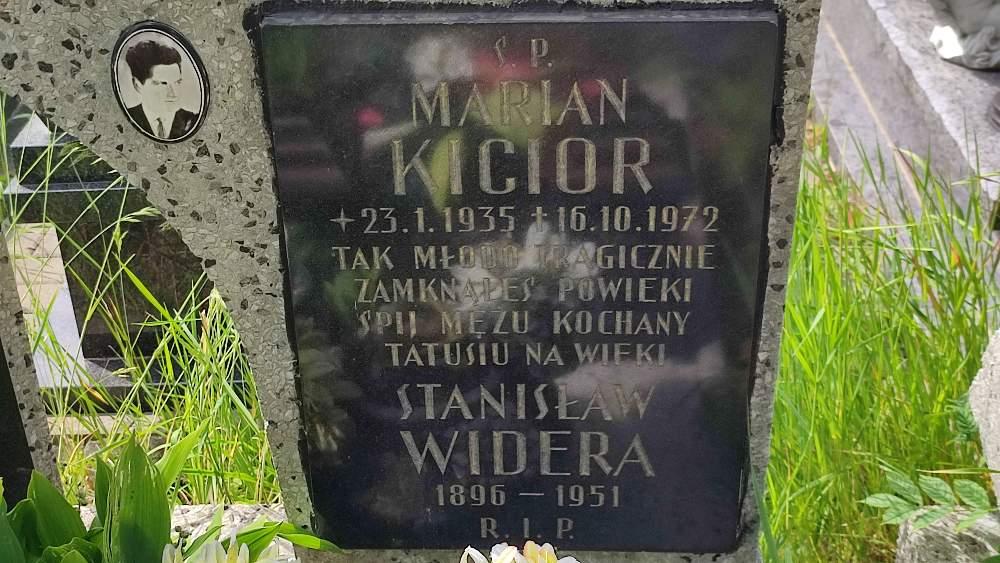 Ś. P.
MARIAN
KICIOR
+ 23.1.1935 + 16.10.1972
TAK MŁODO TRAGICZNIE
ZAMKNĄŁEŚ POWIEKI
ŚPIJ MĘŻU KOCHANY
TATUSIU NA WIEKI
STANISŁAW
WIDERA
1896 — 1951
R. I. P.